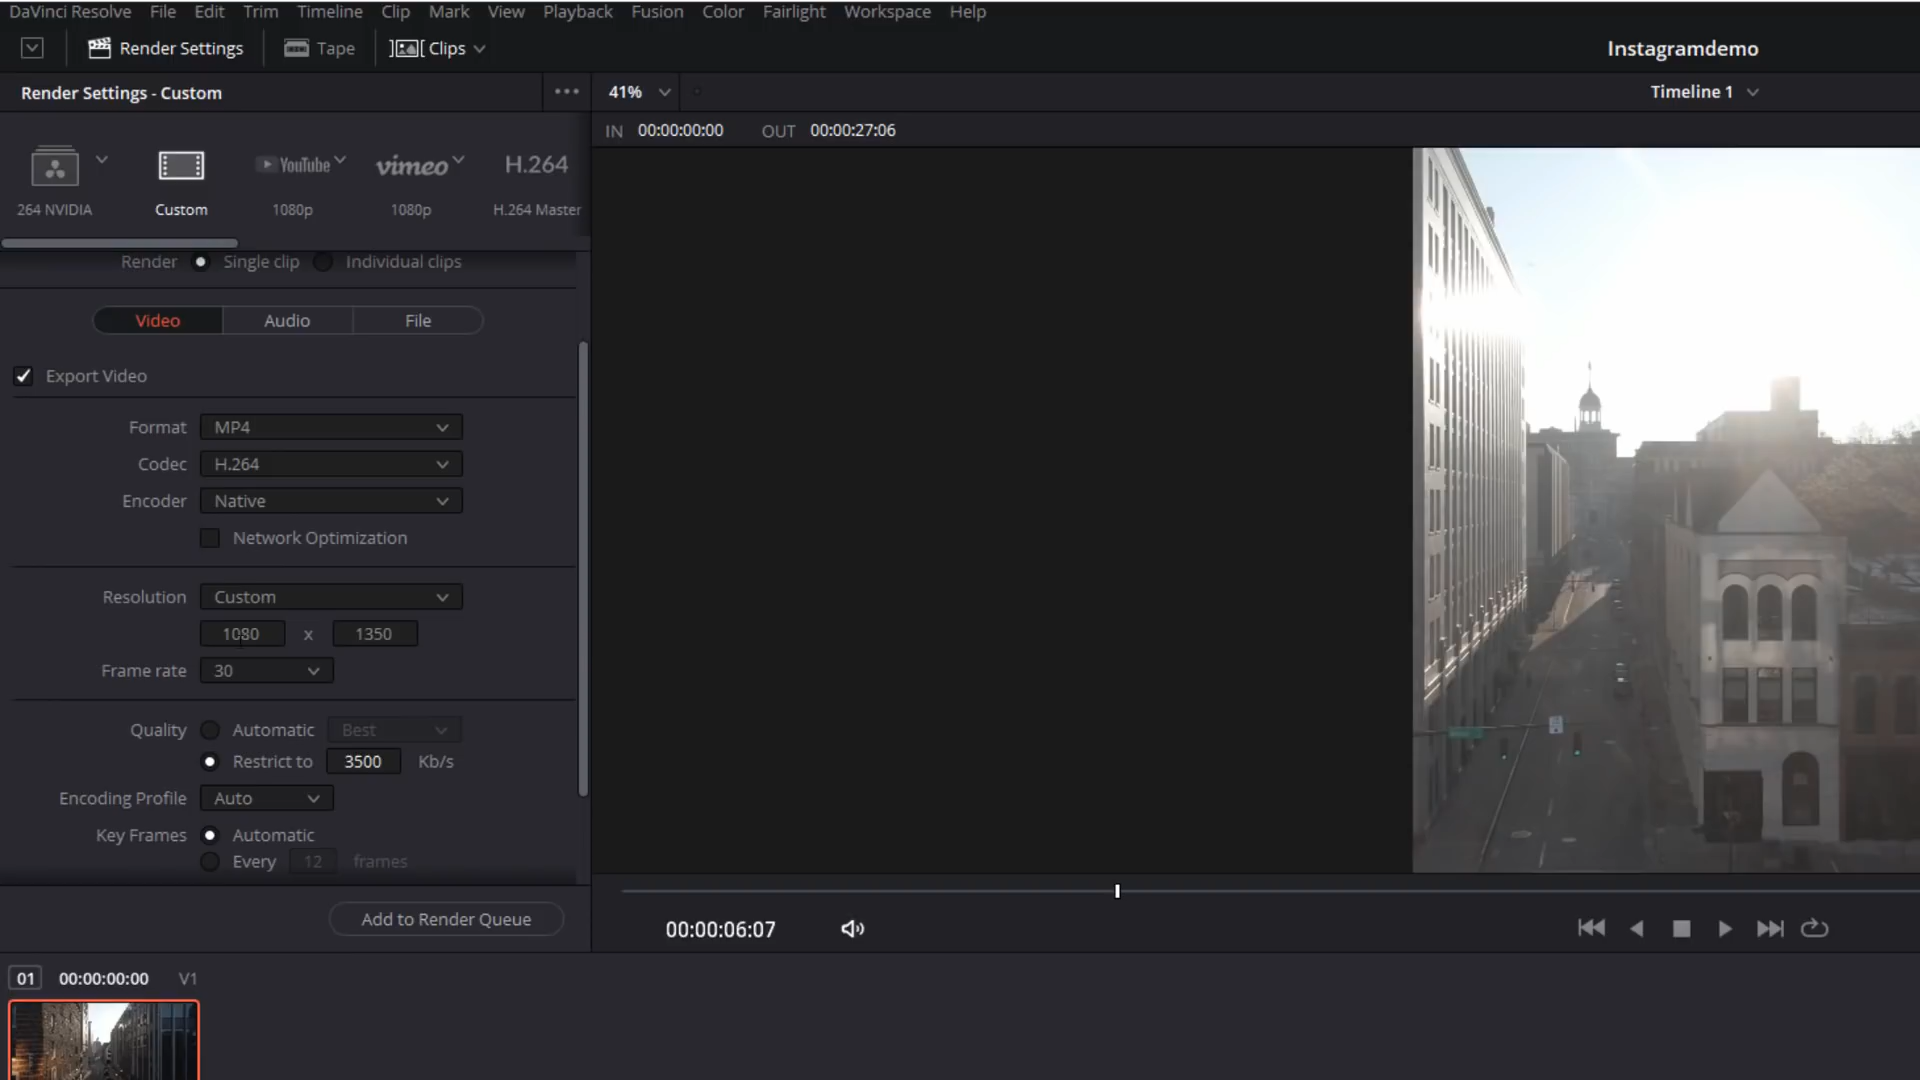 DaVinci Resolve File Edit Trim Timeline Clip Mark View Playback Fusion Color Fairlight Workspace Help
Render Settings Tape Clips Instagramdemo
Render Settings - Custom 41% Timeline 1
IN 00:00:00:00 OUT 00:00:27:06
YouTube vimeo H.264
264 NVIDIA Custom 1080p 1080p H.264 Master
Render Single clip Individual clips
Video Audio File
Export Video
Format MP4
Codec H.264
Encoder Native
Network Optimization
Resolution Custom
1080 x 1350
Frame rate 30
Quality Automatic Best
Restrict to 3500 Kb/s
Encoding Profile Auto
Key Frames Automatic
Every 12 frames
Add to Render Queue 00:00:06:07
01 00:00:00:00 V1